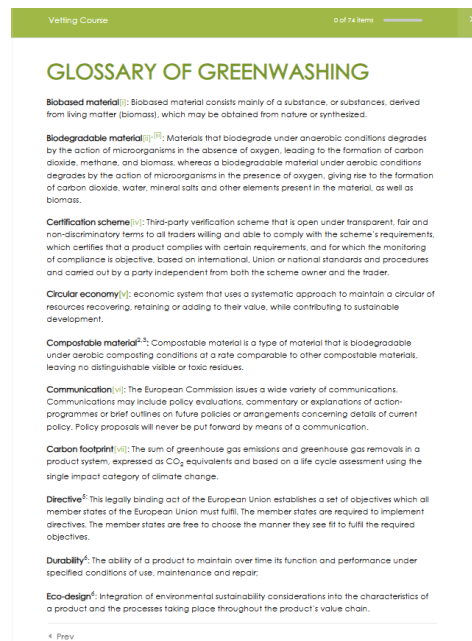 Vetting Course
0 of 74 items
GLOSSARY OF GREENWASHING
Biobased material[i]: Biobased material consists mainly of a substance, or substances, derived
from living matter (biomass), which may be obtained from nature or synthesized.
Biodegradable material[ii],[iii]: Materials that biodegrade under anaerobic conditions degrades
by the action of microorganisms in the absence of oxygen, leading to the formation of carbon
dioxide, methane, and biomass, whereas a biodegradable material under aerobic conditions
degrades by the action of microorganisms in the presence of oxygen, giving rise to the formation
of carbon dioxide, water, mineral salts and other elements present in the material, as well as
biomass.
Certification scheme[iv]: Third-party verification scheme that is open under transparent, fair and
non-discriminatory terms to all traders willing and able to comply with the scheme's requirements,
which certifies that a product complies with certain requirements, and for which the monitoring
of compliance is objective, based on international, Union or national standards and procedures
and carried out by a party independent from both the scheme owner and the trader.
Circular economy[v]: economic system that uses a systematic approach to maintain a circular of
resources recovering, retaining or adding to their value, while contributing to sustainable
development.
Compostable material2,3: Compostable material is a type of material that is biodegradable
under aerobic composting conditions at a rate comparable to other compostable materials,
leaving no distinguishable visible or toxic residues.
Communication[vi]: The European Commission issues a wide variety of communications.
Communications may include policy evaluations, commentary or explanations of action-
programmes or brief outlines on future policies or arrangements concerning details of current
policy. Policy proposals will never be put forward by means of a communication.
Carbon footprint[vii]: The sum of greenhouse gas emissions and greenhouse gas removals in a
product system, expressed as CO2 equivalents and based on a life cycle assessment using the
single impact category of climate change.
Directive5: This legally binding act of the European Union establishes a set of objectives which all
member states of the European Union must fulfil. The member states are required to implement
directives. The member states are free to choose the manner they see fit to fulfil the required
objectives.
Durability6: The ability of a product to maintain over time its function and performance under
specified conditions of use, maintenance and repair;
Eco-design6: Integration of environmental sustainability considerations into the characteristics of
a product and the processes taking place throughout the product's value chain.
Prev